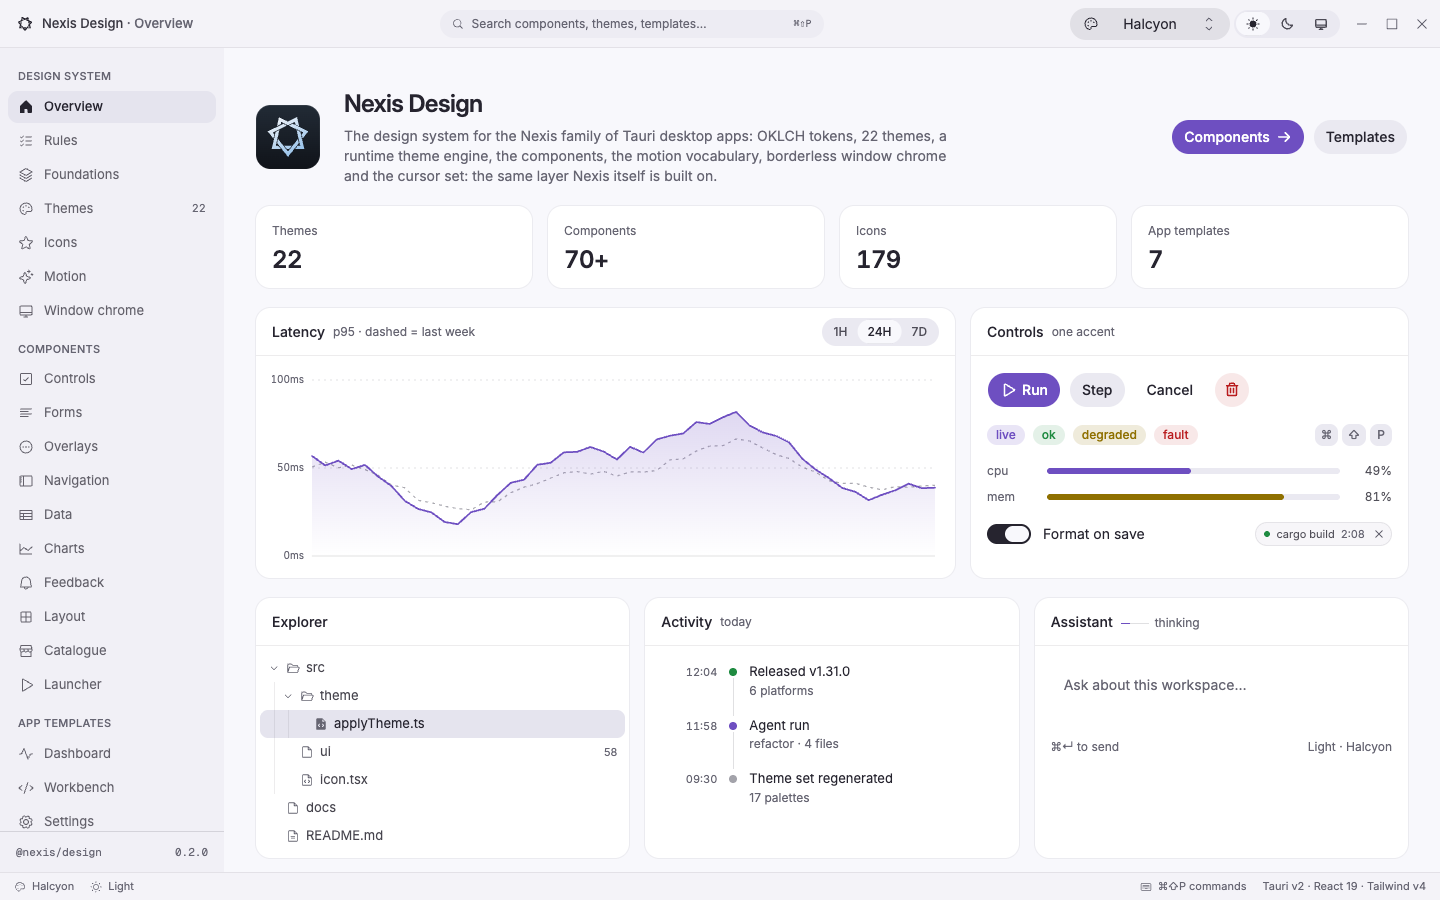 Nexis Design · Overview
Search components, themes, templates...
⌘⇧P
Halcyon
DESIGN SYSTEM
Overview
Rules
Foundations
Themes 22
Icons
Motion
Window chrome
COMPONENTS
Controls
Forms
Overlays
Navigation
Data
Charts
Feedback
Layout
Catalogue
Launcher
APP TEMPLATES
Dashboard
Workbench
Settings
@nexis/design 0.2.0
Nexis Design
The design system for the Nexis family of Tauri desktop apps: OKLCH tokens, 22 themes, a
runtime theme engine, the components, the motion vocabulary, borderless window chrome
and the cursor set: the same layer Nexis itself is built on.
Components
Templates
Themes
22
Components
70+
Icons
179
App templates
7
Latency p95 · dashed = last week
1H 24H 7D
100ms
50ms
0ms
Controls one accent
Run Step Cancel
live ok degraded fault ⌘ ⇧ P
cpu 49%
mem 81%
Format on save
cargo build 2:08
Explorer
src
theme
applyTheme.ts
ui 58
icon.tsx
docs
README.md
Activity today
12:04 Released v1.31.0
6 platforms
11:58 Agent run
refactor · 4 files
09:30 Theme set regenerated
17 palettes
Assistant thinking
Ask about this workspace...
⌘↵ to send Light · Halcyon
Halcyon Light
⌘⇧P commands Tauri v2 · React 19 · Tailwind v4